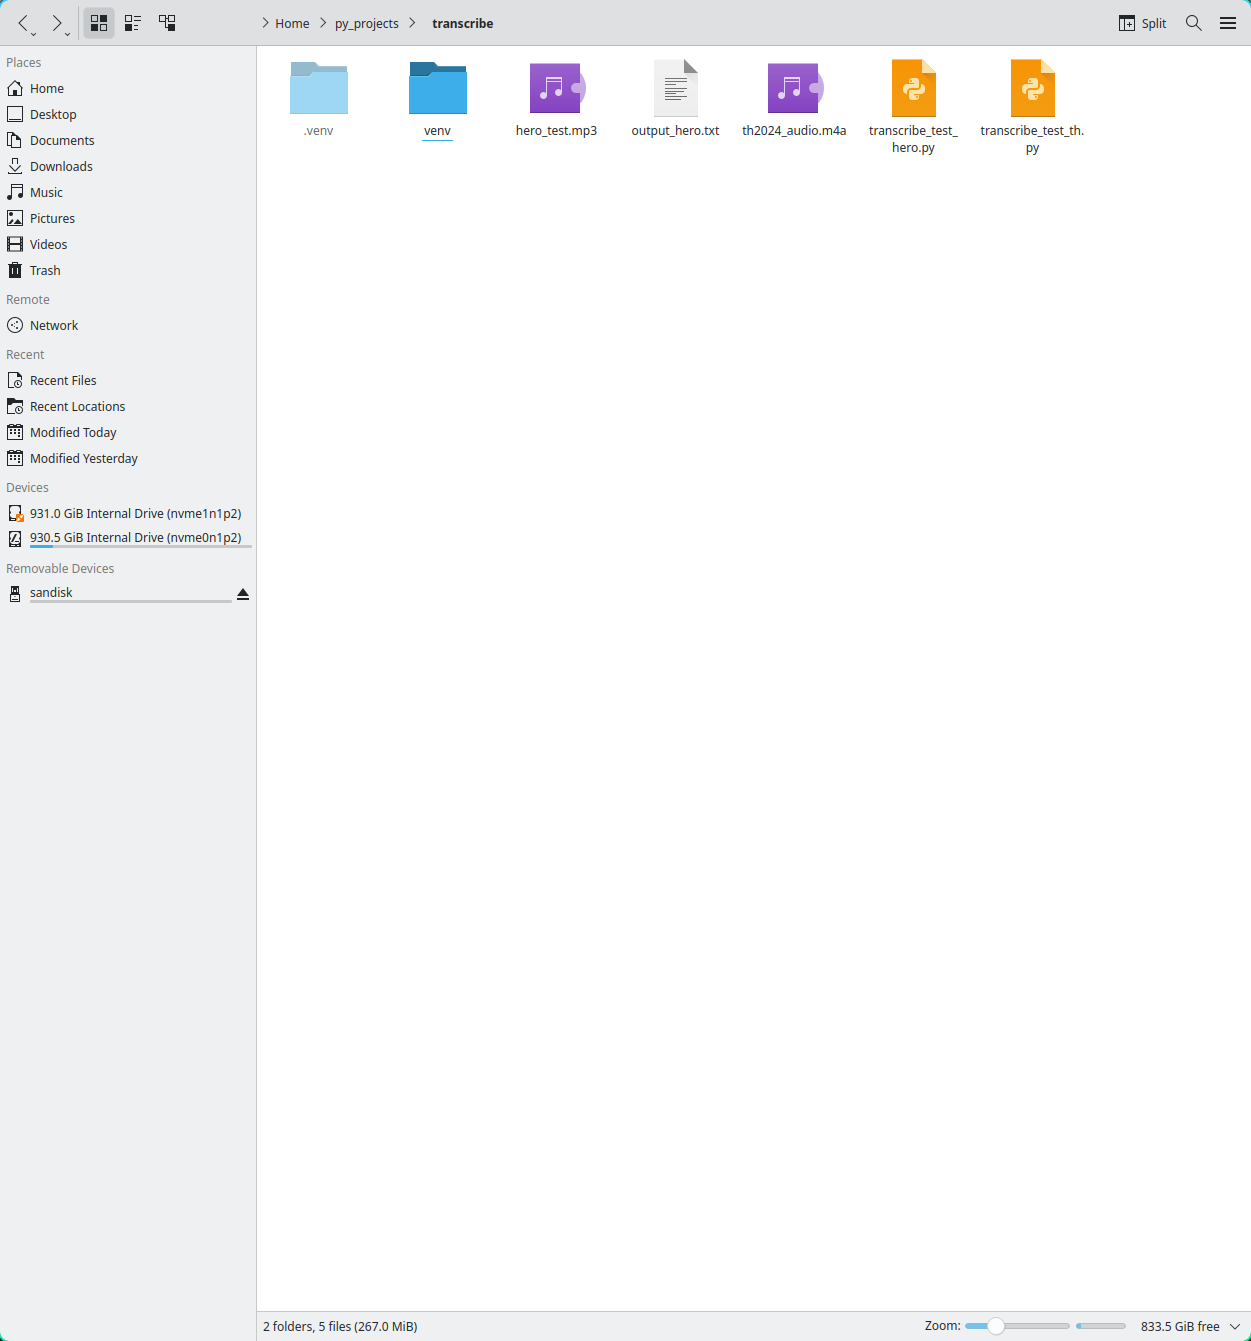 Home
py_projects
transcribe
Split
Places
Home
Desktop
Documents
Downloads
Music
Pictures
Videos
Trash
Remote
Network
Recent
Recent Files
Recent Locations
Modified Today
Modified Yesterday
Devices
931.0 GiB Internal Drive (nvme1n1p2)
930.5 GiB Internal Drive (nvme0n1p2)
Removable Devices
sandisk
.venv
venv
hero_test.mp3
output_hero.txt
th2024_audio.m4a
transcribe_test_
hero.py
transcribe_test_th.
py
2 folders, 5 files (267.0 MiB)
Zoom:
833.5 GiB free